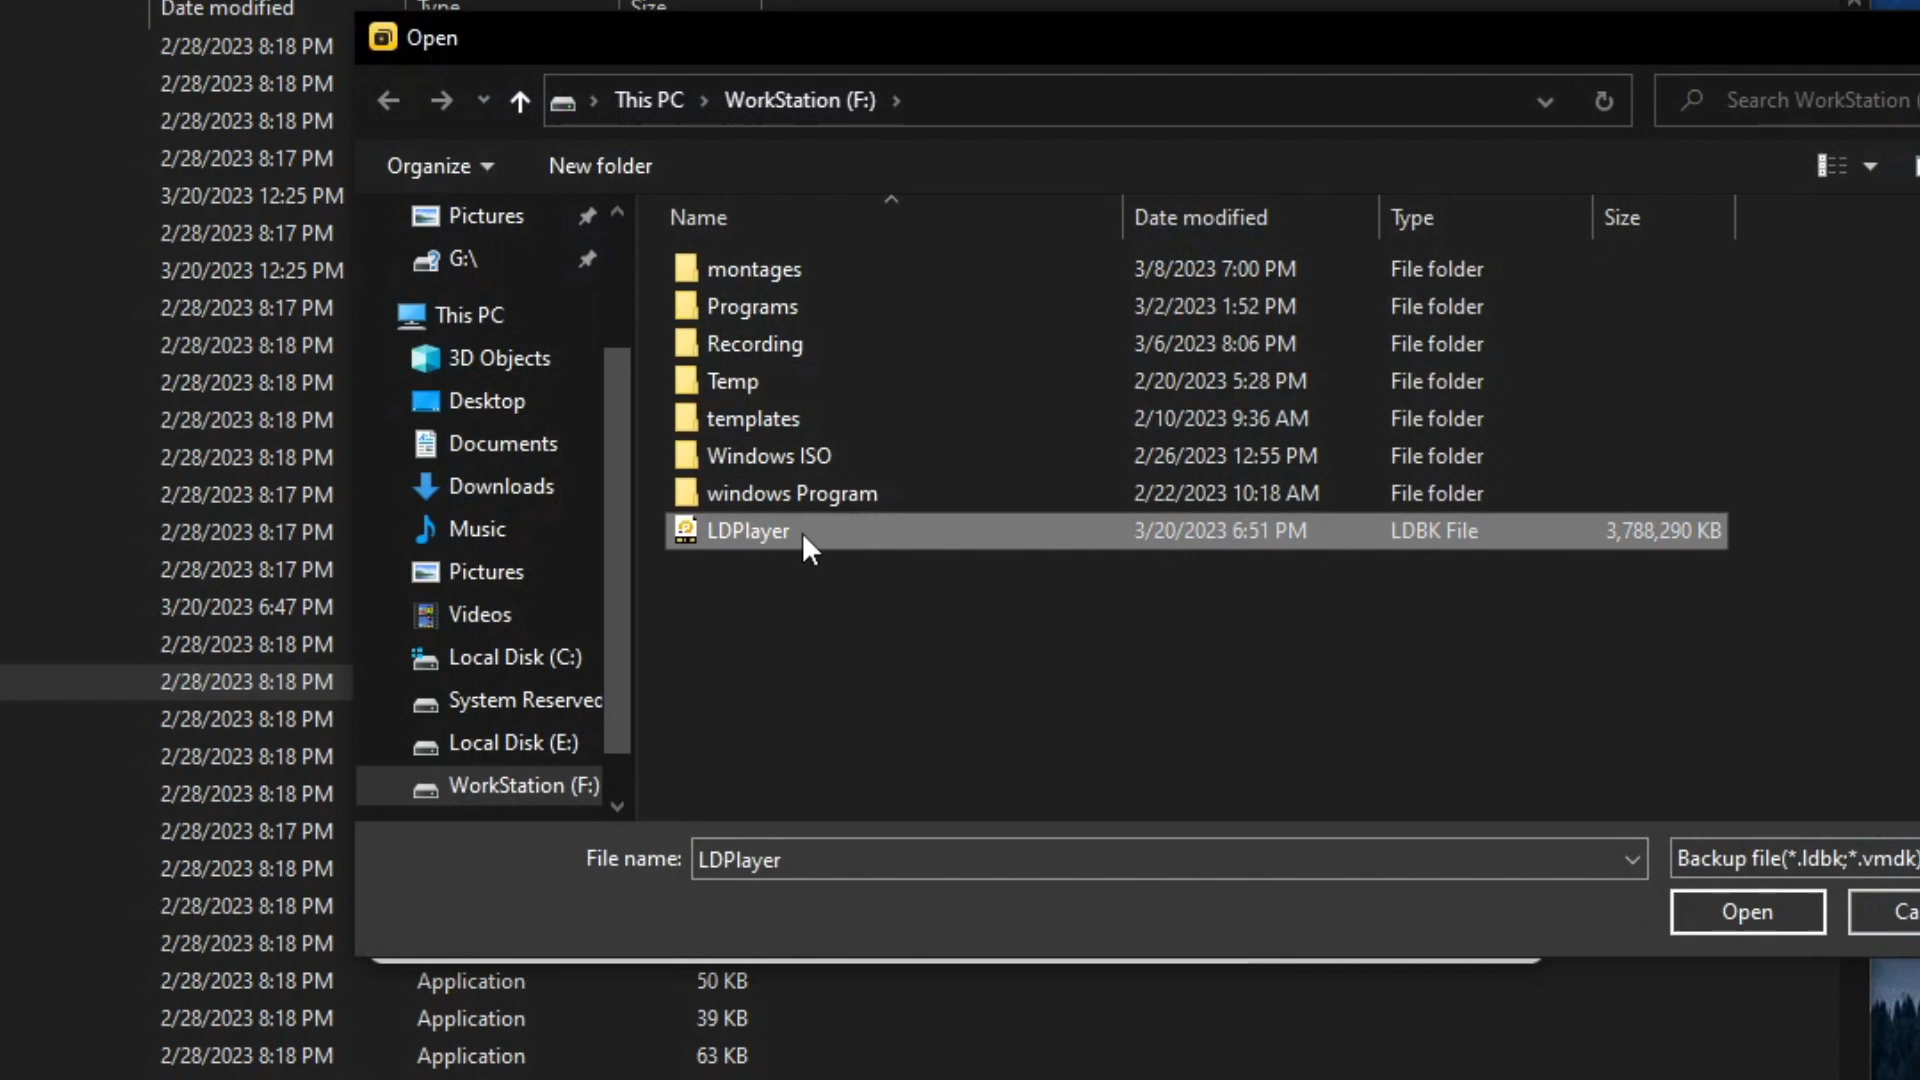 Date modified Type Size
2/28/2023 8:18 PM
2/28/2023 8:18 PM
2/28/2023 8:18 PM
2/28/2023 8:17 PM
3/20/2023 12:25 PM
2/28/2023 8:17 PM
3/20/2023 12:25 PM
2/28/2023 8:17 PM
2/28/2023 8:18 PM
2/28/2023 8:18 PM
2/28/2023 8:18 PM
2/28/2023 8:18 PM
2/28/2023 8:17 PM
2/28/2023 8:17 PM
2/28/2023 8:17 PM
3/20/2023 6:47 PM
2/28/2023 8:18 PM
2/28/2023 8:18 PM
2/28/2023 8:18 PM
2/28/2023 8:18 PM
2/28/2023 8:18 PM
2/28/2023 8:17 PM
2/28/2023 8:18 PM
2/28/2023 8:18 PM
2/28/2023 8:18 PM
2/28/2023 8:18 PM Application 50 KB
2/28/2023 8:18 PM Application 39 KB
2/28/2023 8:18 PM Application 63 KB
Open
This PC WorkStation (F:)
Search WorkStation (
Organize New folder
Pictures
G:\
This PC
3D Objects
Desktop
Documents
Downloads
Music
Pictures
Videos
Local Disk (C:)
System Reserved
Local Disk (E:)
WorkStation (F:)
Name Date modified Type Size
montages 3/8/2023 7:00 PM File folder
Programs 3/2/2023 1:52 PM File folder
Recording 3/6/2023 8:06 PM File folder
Temp 2/20/2023 5:28 PM File folder
templates 2/10/2023 9:36 AM File folder
Windows ISO 2/26/2023 12:55 PM File folder
windows Program 2/22/2023 10:18 AM File folder
LDPlayer 3/20/2023 6:51 PM LDBK File 3,788,290 KB
File name: LDPlayer Backup file(*.ldbk;*.vmdk)
Open Ca